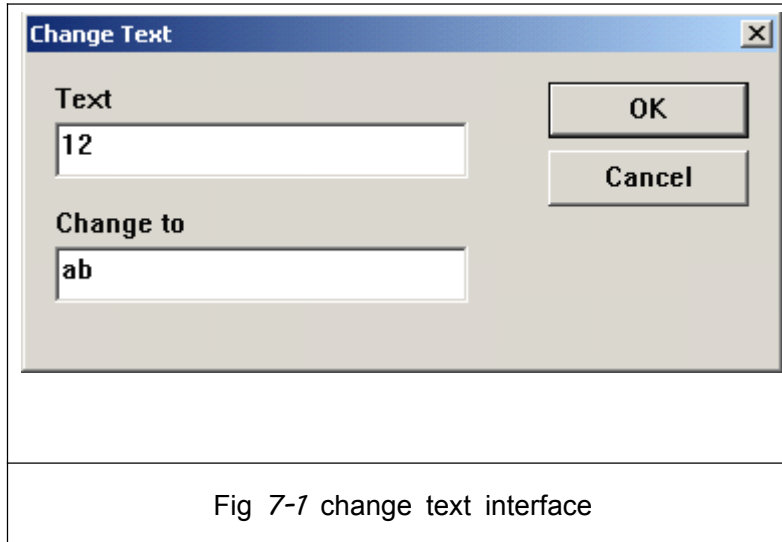 Change Text
Text
12
OK
Cancel
Change to
ab
Fig 7-1 change text interface